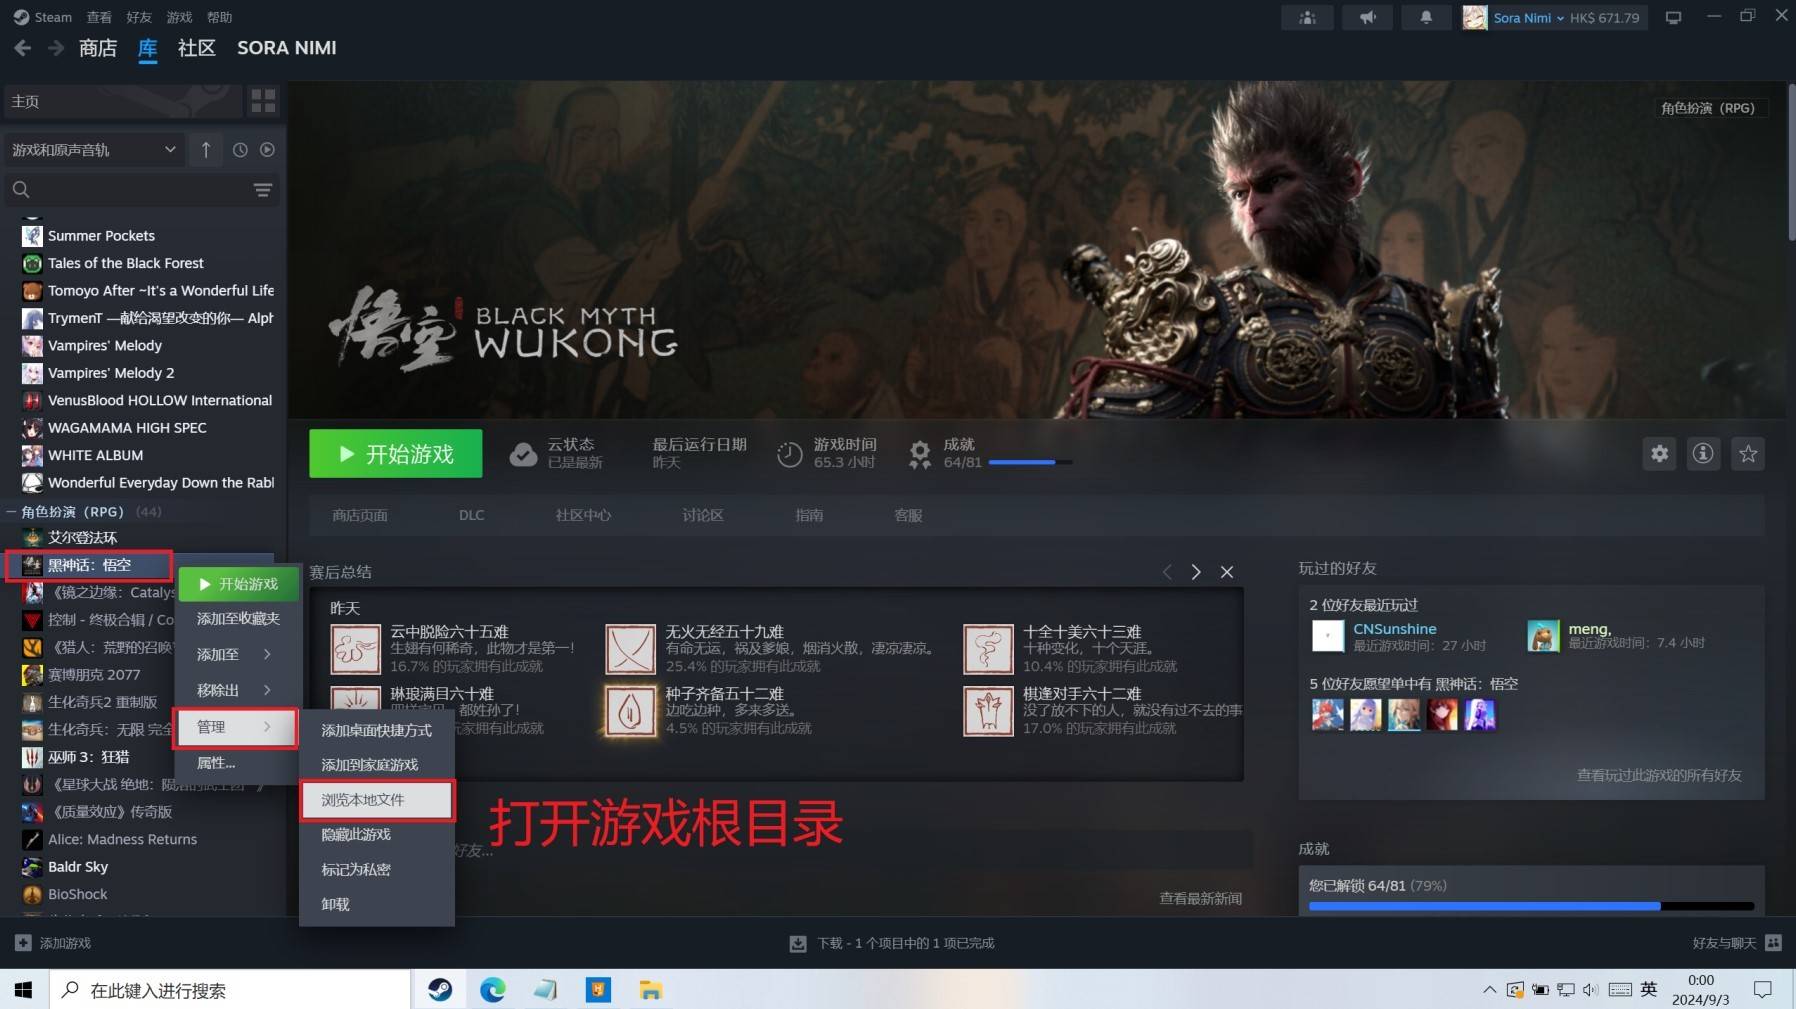 Steam 查看 好友 游戏 帮助
Sora Nimi HK$ 671.79
商店 库 社区 SORA NIMI
主页
角色扮演（RPG）
游戏和原声音轨
Summer Pockets
Tales of the Black Forest
Tomoyo After ~It's a Wonderful Life
TrymenT —献给渴望改变的你— Alph
Vampires' Melody
Vampires' Melody 2
VenusBlood HOLLOW International
WAGAMAMA HIGH SPEC
WHITE ALBUM
Wonderful Everyday Down the Rabl
角色扮演（RPG） (44)
艾尔登法环
黑神话：悟空
《镜之边缘：Catalys
控制 - 终极合辑 / Co
《猎人：荒野的召唤
赛博朋克 2077
生化奇兵2 重制版
生化奇兵：无限 完全
巫师 3：狂猎
《星球大战 绝地：陨
《质量效应》传奇版
Alice: Madness Returns
Baldr Sky
BioShock
悟空
BLACK MYTH
WUKONG
开始游戏
云状态
已是最新
最后运行日期
昨天
游戏时间
65.3 小时
成就
64/81
商店页面 DLC 社区中心 讨论区 指南 客服
开始游戏
添加至收藏夹
添加至
移除出
管理
属性...
添加桌面快捷方式
添加到家庭游戏
浏览本地文件
隐藏此游戏
标记为私密
卸载
打开游戏根目录
赛后总结
昨天
云中脱险六十五难
生翅有何稀奇，此物才是第一！
16.7% 的玩家拥有此成就
无火无经五十九难
有命无运，祸及爹娘，烟消火散，凄凉凄凉。
25.4% 的玩家拥有此成就
十全十美六十三难
十种变化，十个天涯。
10.4% 的玩家拥有此成就
琳琅满目六十难
都姓孙了！
的玩家拥有此成就
种子齐备五十二难
边吃边种，多来多送。
4.5% 的玩家拥有此成就
棋逢对手六十二难
没了放不下的人，就没有过不去的事
17.0% 的玩家拥有此成就
好友...
查看最新新闻
玩过的好友
2 位好友最近玩过
CNSunshine
最近游戏时间：27 小时
meng,
最近游戏时间：7.4 小时
5 位好友愿望单中有 黑神话：悟空
查看玩过此游戏的所有好友
成就
您已解锁 64/81 (79%)
添加游戏
下载 - 1 个项目中的 1 项已完成
好友与聊天
在此键入进行搜索
英
0:00
2024/9/3